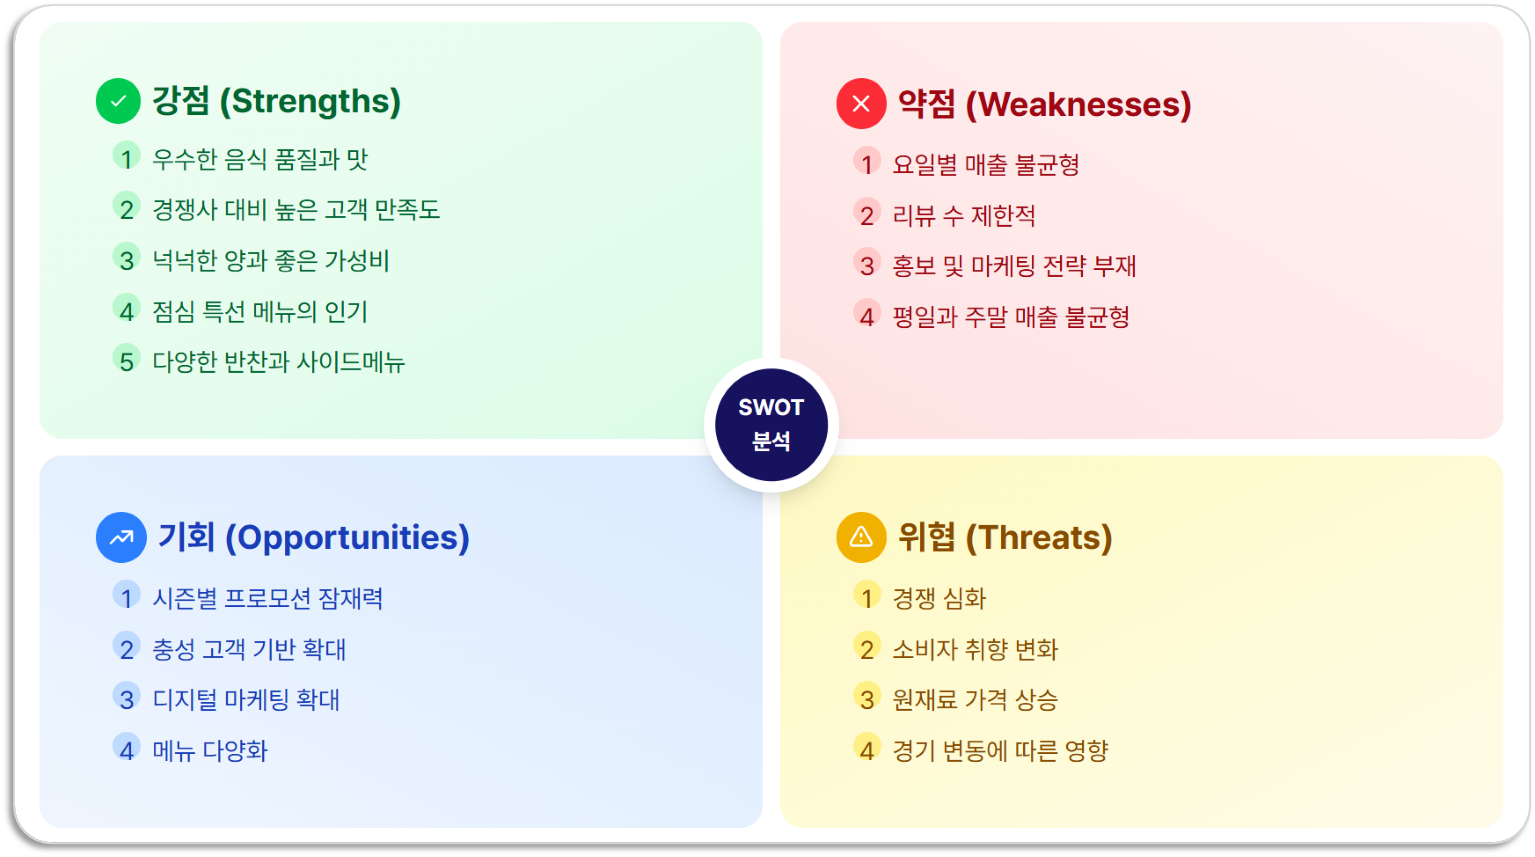 강점 (Strengths)
1 우수한 음식 품질과 맛
2 경쟁사 대비 높은 고객 만족도
3 넉넉한 양과 좋은 가성비
4 점심 특선 메뉴의 인기
5 다양한 반찬과 사이드메뉴
약점 (Weaknesses)
1 요일별 매출 불균형
2 리뷰 수 제한적
3 홍보 및 마케팅 전략 부재
4 평일과 주말 매출 불균형
SWOT
분석
기회 (Opportunities)
1 시즌별 프로모션 잠재력
2 충성 고객 기반 확대
3 디지털 마케팅 확대
4 메뉴 다양화
위협 (Threats)
1 경쟁 심화
2 소비자 취향 변화
3 원재료 가격 상승
4 경기 변동에 따른 영향